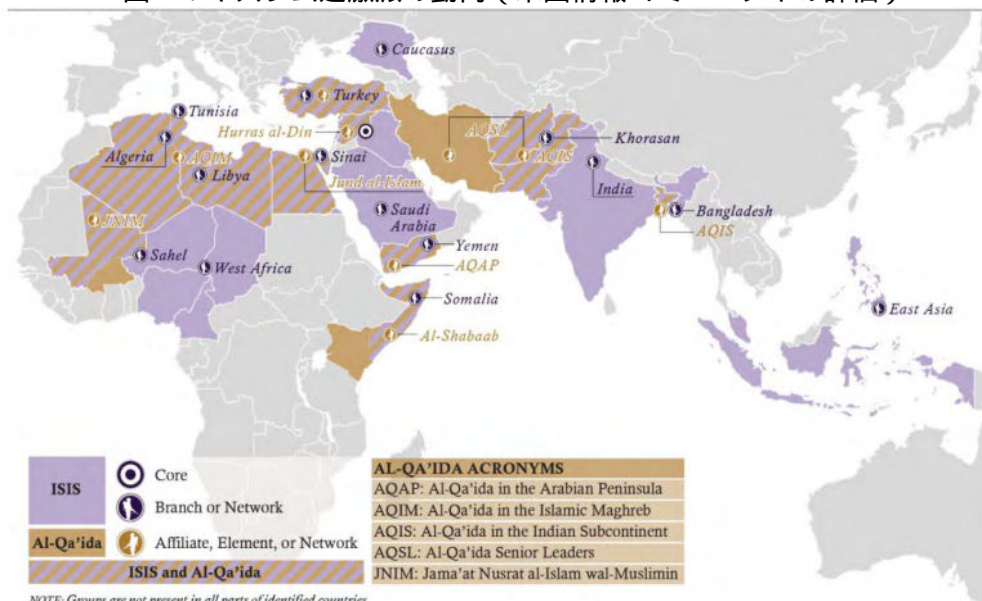 Caucasus
Tunisia
Turkey
Hurras al-Din
AQSL
Khorasan
Algeria
AQIM
Sinai
AQIS
Libya
Jund al-Islam
India
JNIM
Saudi
Arabia
Bangladesh
AQIS
Sahel
West Africa
Yemen
AQAP
Somalia
East Asia
Al-Shabaab
ISIS
Core
Branch or Network
Al-Qa'ida
Affiliate, Element, or Network
ISIS and Al-Qa'ida
AL-QA'IDA ACRONYMS
AQAP: Al-Qa'ida in the Arabian Peninsula
AQIM: Al-Qa'ida in the Islamic Maghreb
AQIS: Al-Qa'ida in the Indian Subcontinent
AQSL: Al-Qa'ida Senior Leaders
JNIM: Jama'at Nusrat al-Islam wal-Muslimin
NOTE: Groups are not present in all parts of identified countries